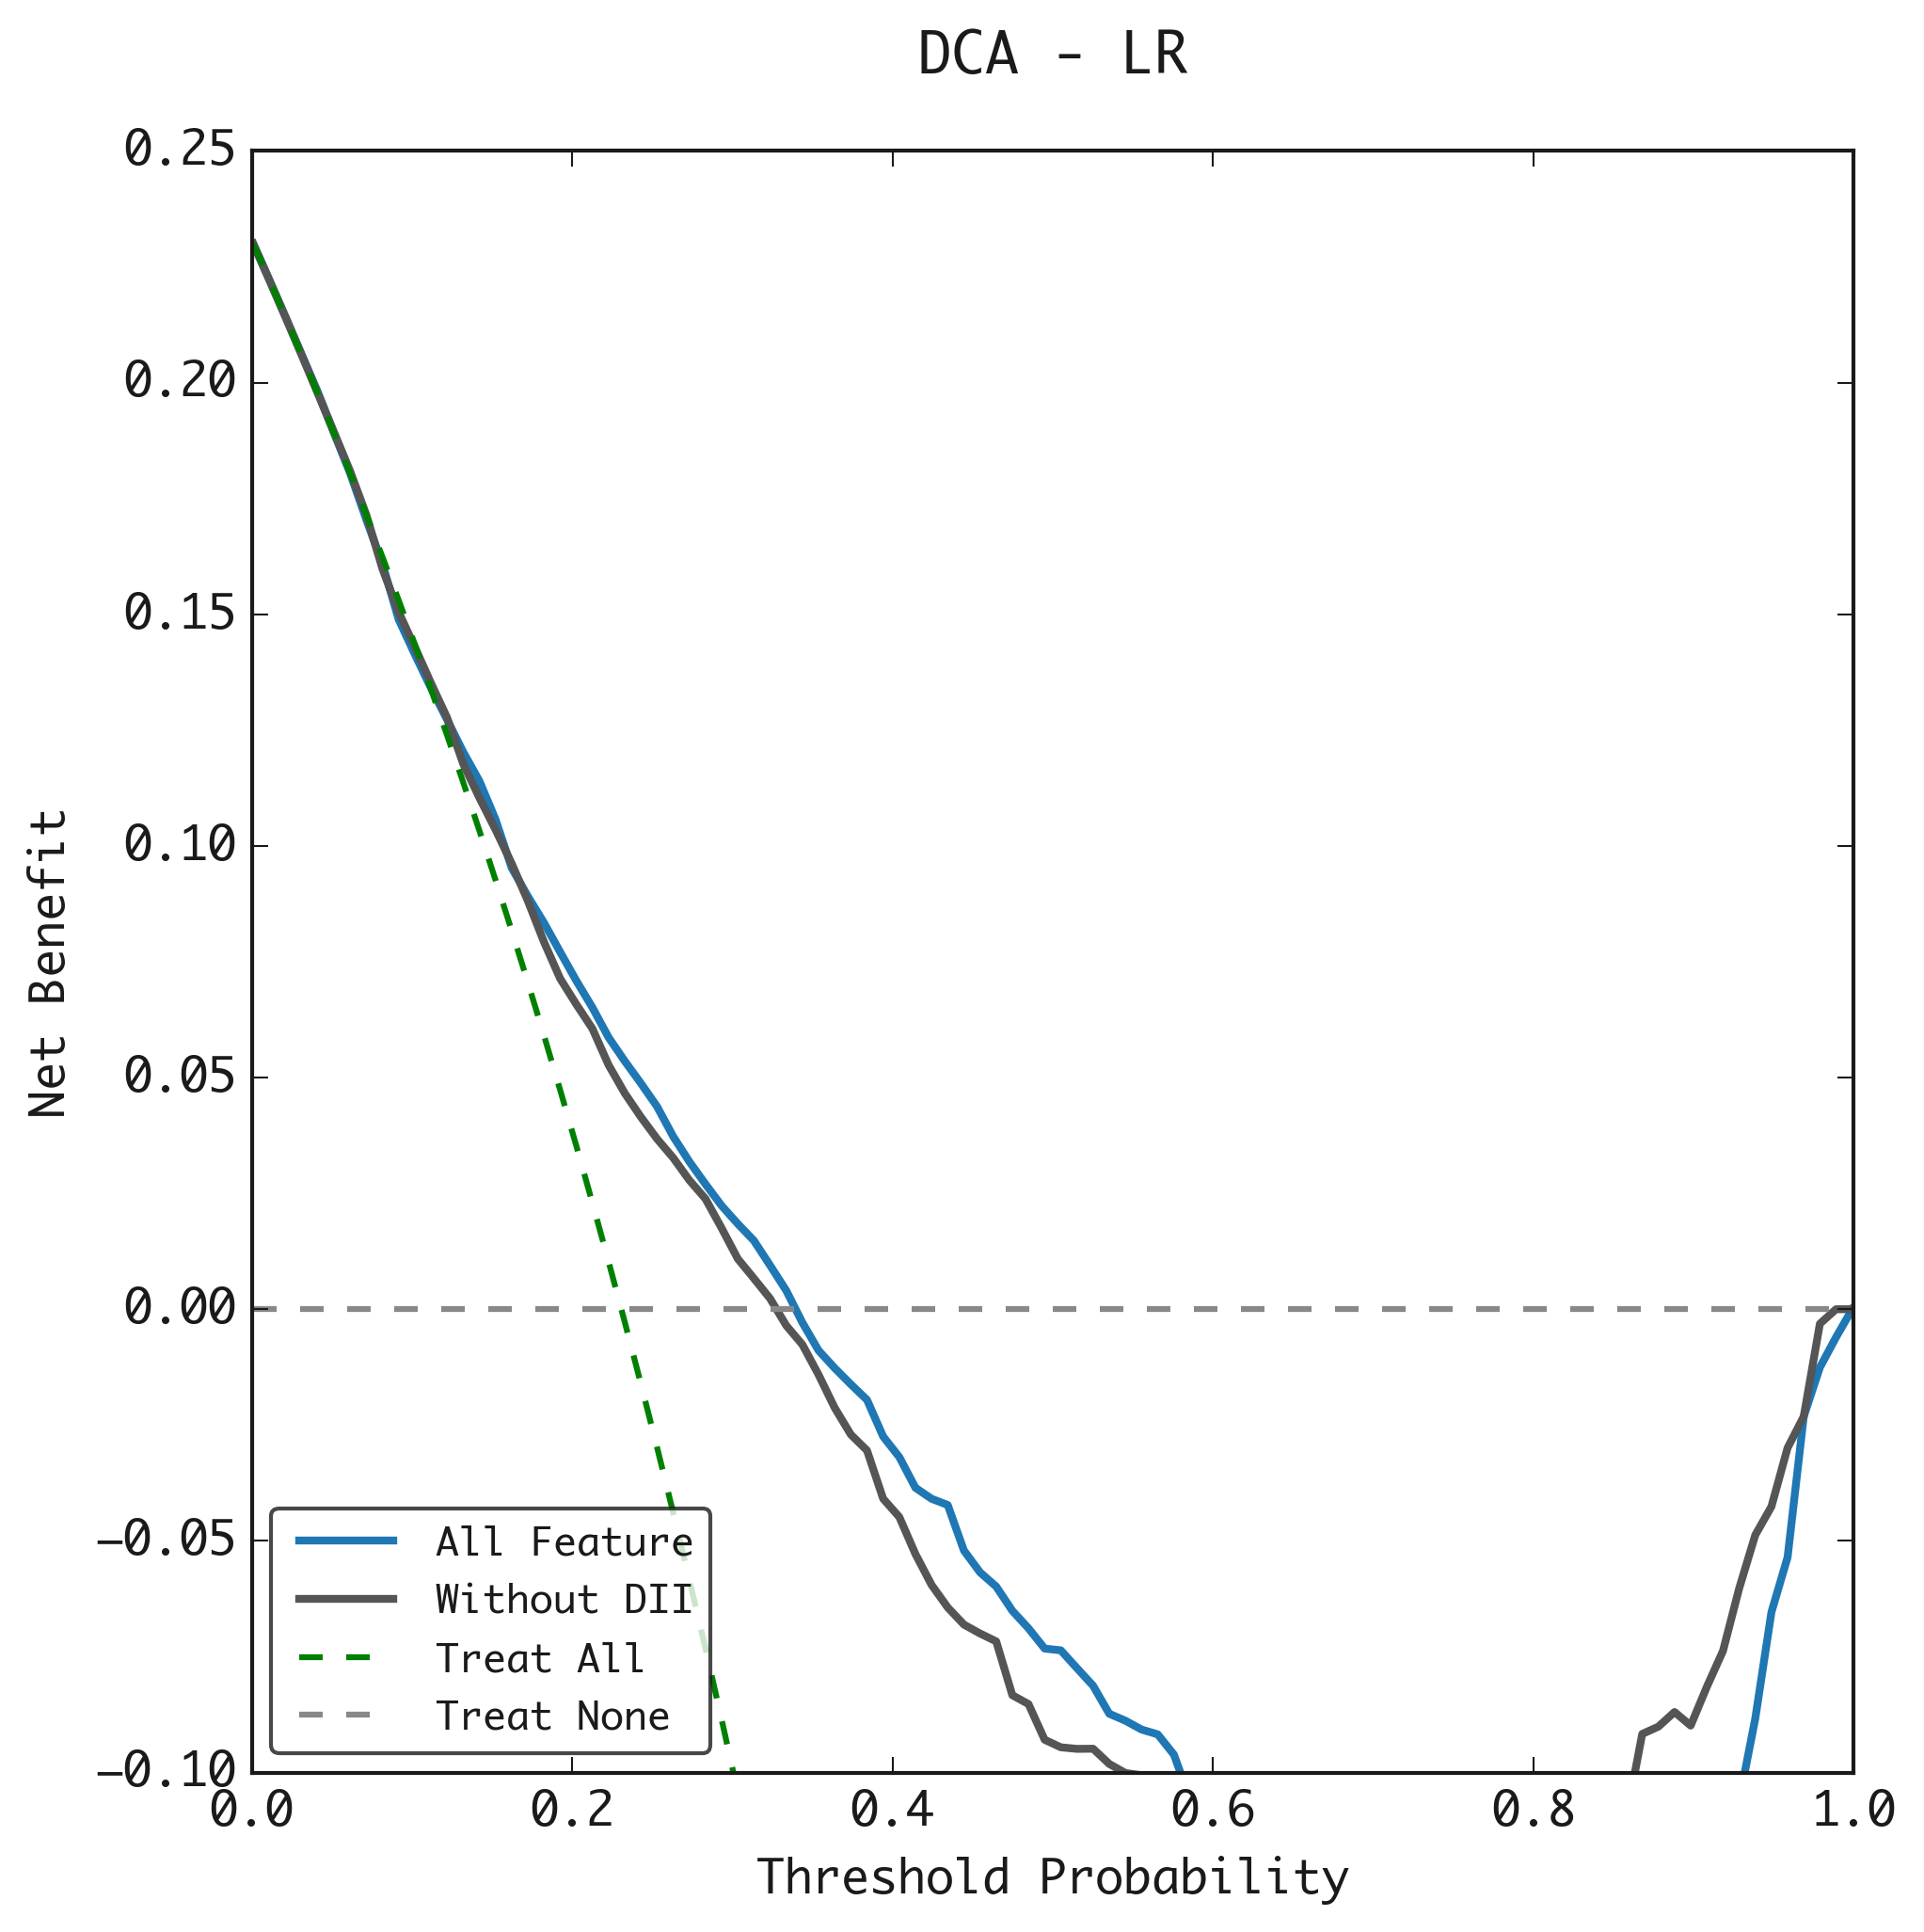 DCA - LR
0.25
0.20
0.15
0.10
0.05
0.00
−0.05
−0.10
Net Benefit
All Feature
Without DII
Treat All
Treat None
0.0 0.2 0.4 0.6 0.8 1.0
Threshold Probability